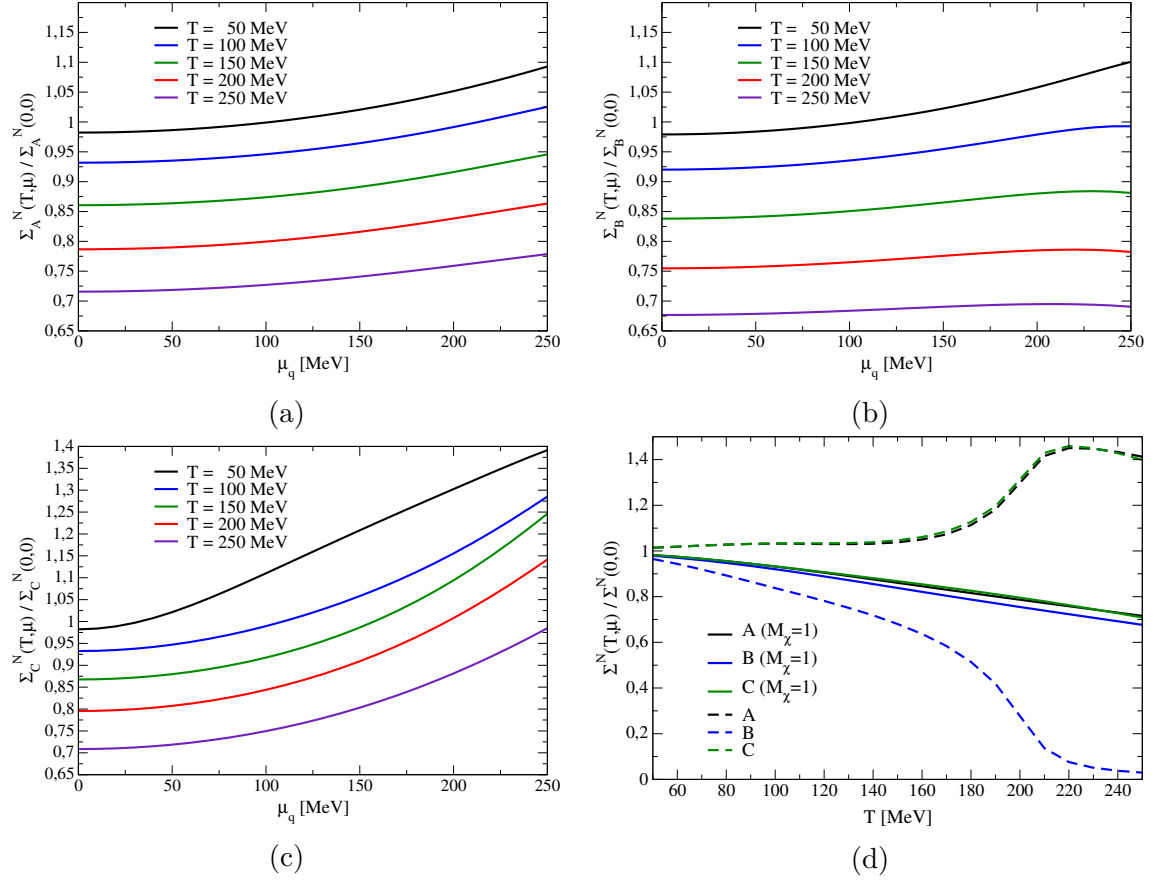 1,15
1,1
1,05
1
0,95
0,9
0,85
0,8
0,75
0,7
0,65
Σ_A^N(T,μ) / Σ_A^N(0,0)
T = 50 MeV
T = 100 MeV
T = 150 MeV
T = 200 MeV
T = 250 MeV
0 50 100 150 200 250
μ_q [MeV]
(a)
1,15
1,1
1,05
1
0,95
0,9
0,85
0,8
0,75
0,7
0,65
Σ_B^N(T,μ) / Σ_B^N(0,0)
T = 50 MeV
T = 100 MeV
T = 150 MeV
T = 200 MeV
T = 250 MeV
0 50 100 150 200 250
μ_q [MeV]
(b)
1,4
1,35
1,3
1,25
1,2
1,15
1,1
1,05
1
0,95
0,9
0,85
0,8
0,75
0,7
0,65
Σ_C^N(T,μ) / Σ_C^N(0,0)
T = 50 MeV
T = 100 MeV
T = 150 MeV
T = 200 MeV
T = 250 MeV
0 50 100 150 200 250
μ_q [MeV]
(c)
1,4
1,2
1
0,8
0,6
0,4
0,2
0
Σ^N(T,μ) / Σ^N(0,0)
A (M_χ=1)
B (M_χ=1)
C (M_χ=1)
A
B
C
60 80 100 120 140 160 180 200 220 240
T [MeV]
(d)